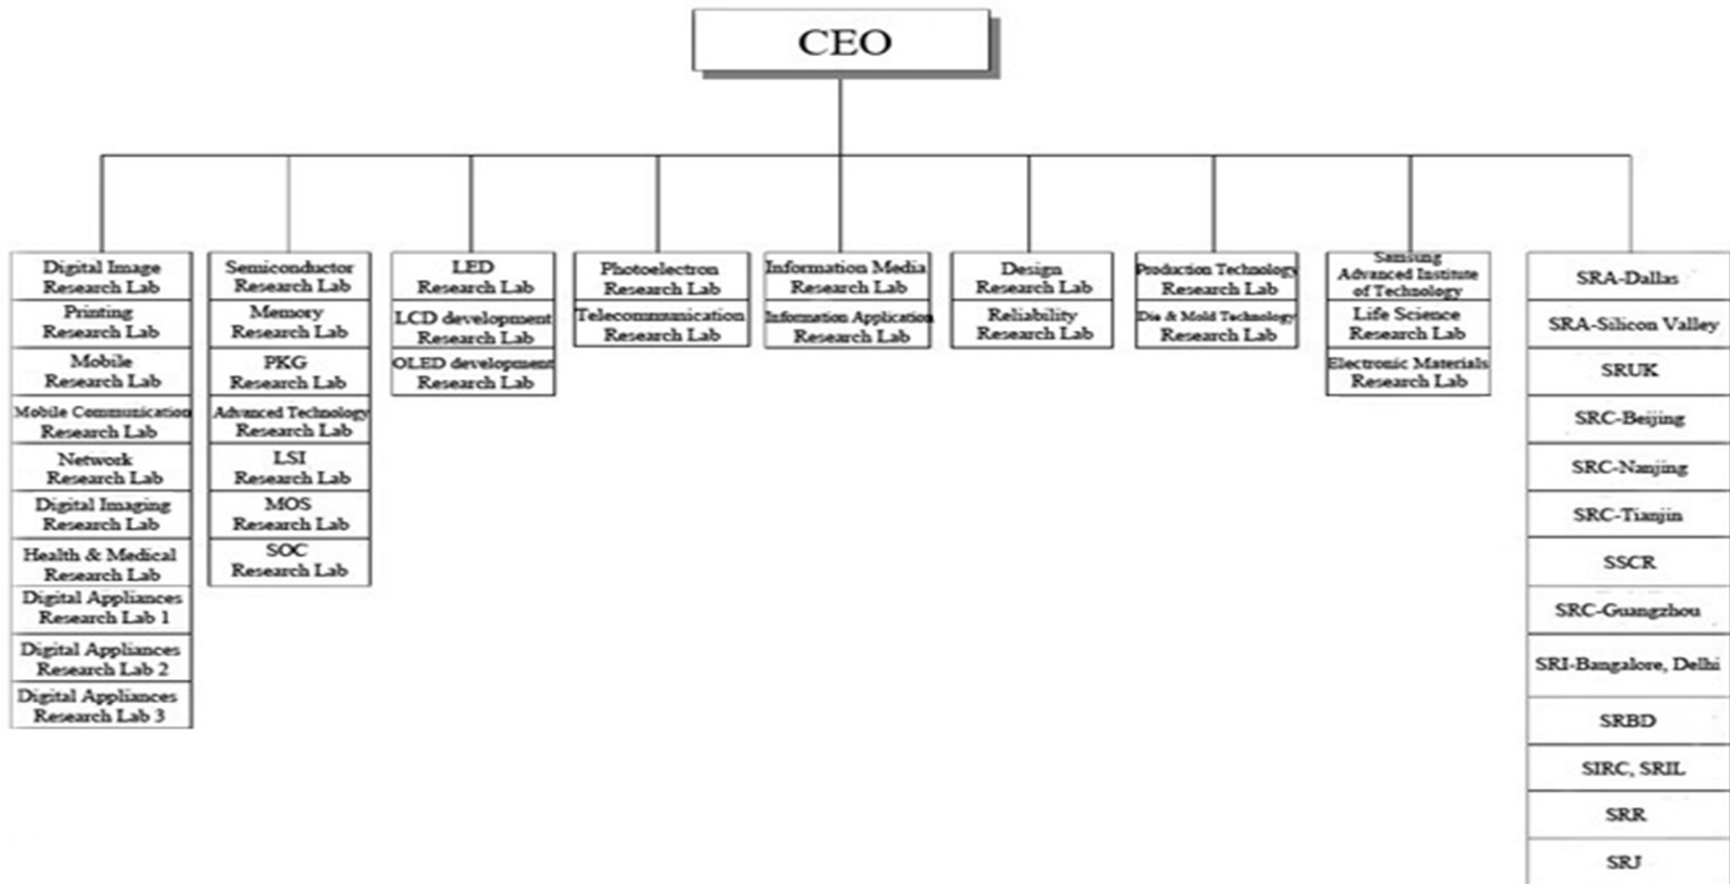 CEO
Digital Image
Research Lab
Printing
Research Lab
Mobile
Research Lab
Mobile Communication
Research Lab
Network
Research Lab
Digital Imaging
Research Lab
Health & Medical
Research Lab
Digital Appliances
Research Lab 1
Digital Appliances
Research Lab 2
Digital Appliances
Research Lab 3
Semiconductor
Research Lab
Memory
Research Lab
PKG
Research Lab
Advanced Technology
Research Lab
LSI
Research Lab
MOS
Research Lab
SOC
Research Lab
LED
Research Lab
LCD development
Research Lab
OLED development
Research Lab
Photoelectron
Research Lab
Telecommunication
Research Lab
Information Media
Research Lab
Information Application
Research Lab
Design
Research Lab
Reliability
Research Lab
Production Technology
Research Lab
Die & Mold Technology
Research Lab
Samsung
Advanced Institute
of Technology
Life Science
Research Lab
Electronic Materials
Research Lab
SRA-Dallas
SRA-Silicon Valley
SRUK
SRC-Beijing
SRC-Nanjing
SRC-Tianjin
SSCR
SRC-Guangzhou
SRI-Bangalore, Delhi
SRBD
SIRC, SRIL
SRR
SRJ